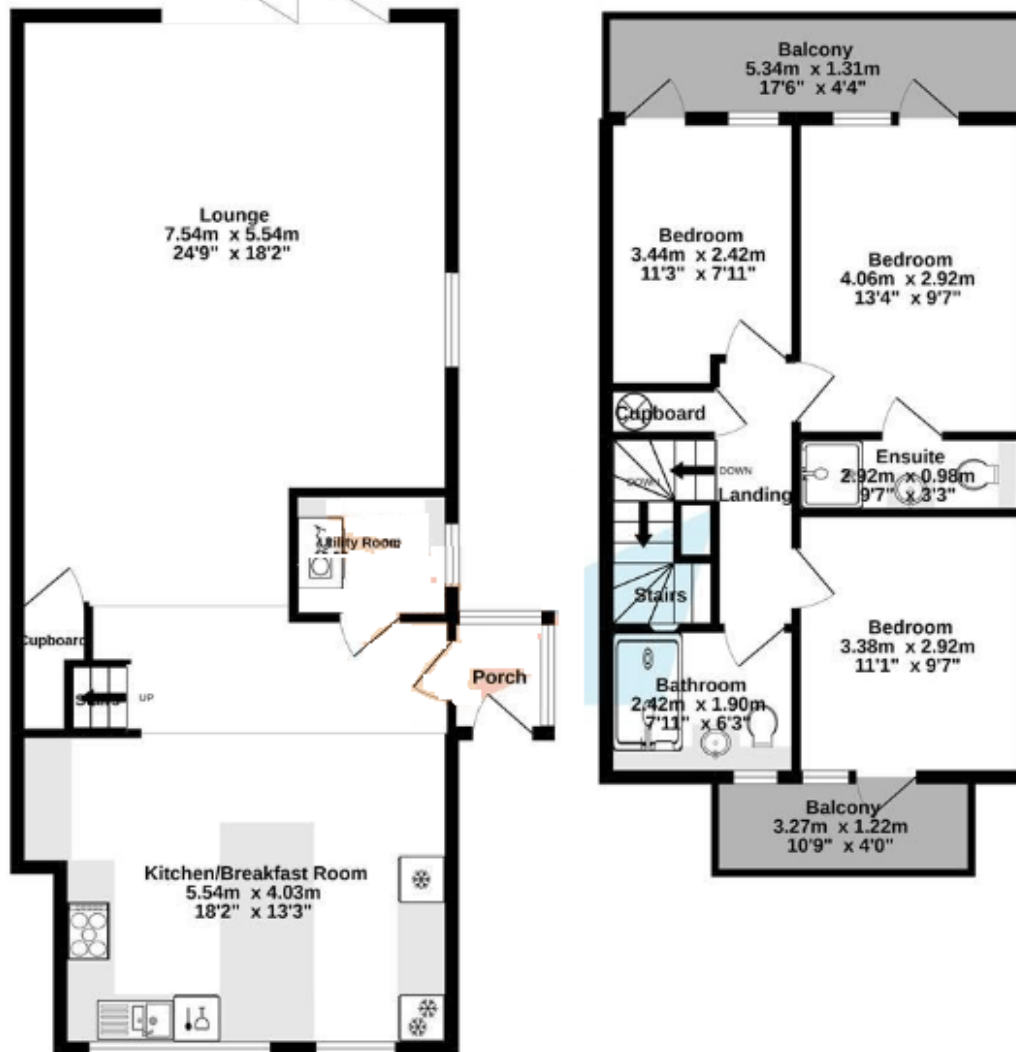 Lounge
7.54m x 5.54m
24'9" x 18'2"
Utility Room
Cupboard
Stairs
UP
Porch
Kitchen/Breakfast Room
5.54m x 4.03m
18'2" x 13'3"
Balcony
5.34m x 1.31m
17'6" x 4'4"
Bedroom
3.44m x 2.42m
11'3" x 7'11"
Bedroom
4.06m x 2.92m
13'4" x 9'7"
Cupboard
DOWN
DOWN
Landing
Ensuite
2.92m x 0.98m
9'7" x 3'3"
Stairs
Bedroom
3.38m x 2.92m
11'1" x 9'7"
Bathroom
2.42m x 1.90m
7'11" x 6'3"
Balcony
3.27m x 1.22m
10'9" x 4'0"